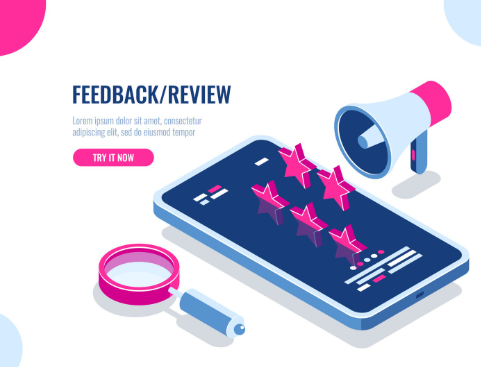 FEEDBACK/REVIEW
Lorem ipsum dolor sit amet, consectetur
adipiscing elit, sed do eiusmod tempor
TRY IT NOW